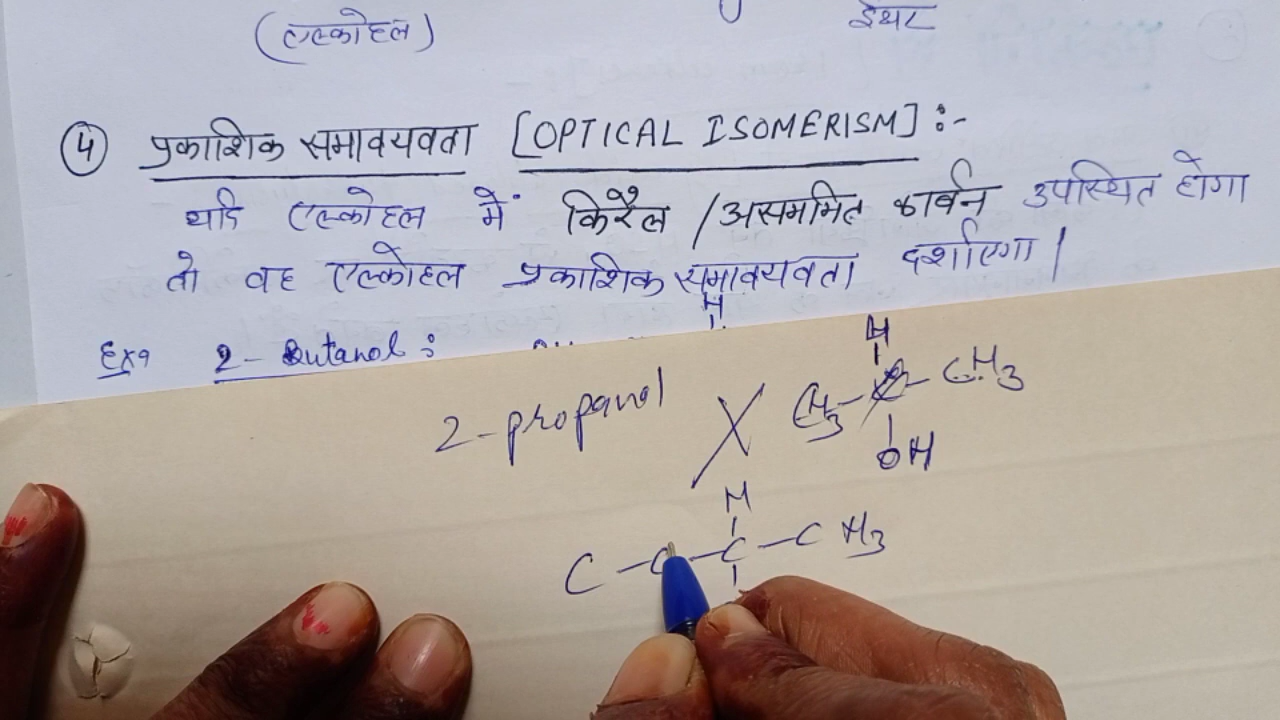 (एल्कोहल) ईथर
④ प्रकाशिक समावयवता [OPTICAL ISOMERISM] :-
यदि एल्कोहल में किरैल / असममित कार्बन उपस्थित होगा
तो वह एल्कोहल प्रकाशिक समावयवता दर्शाएगा |
H
Ex9 2- Butanol :
H
2-propanol X CH3 - C - CH3
OH
H
C - C - C - CH3